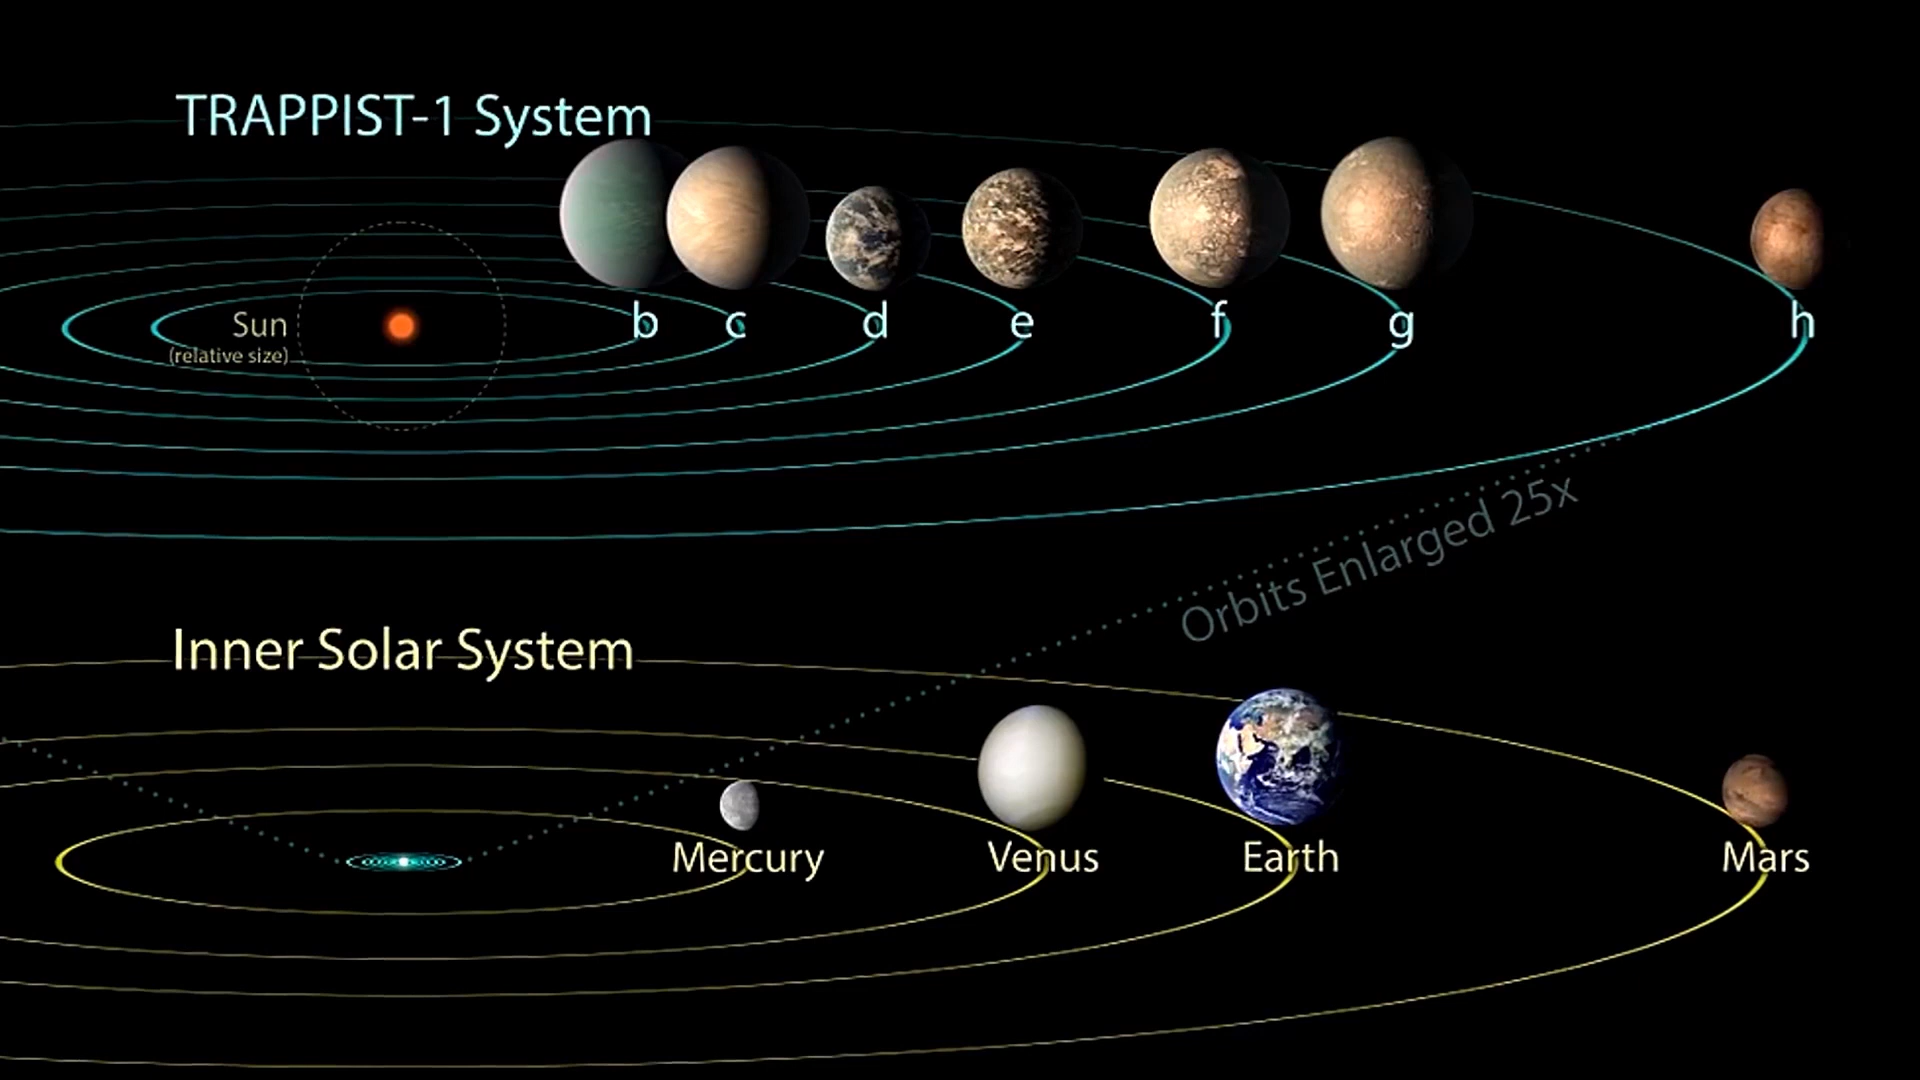 TRAPPIST-1 System
Sun
(relative size)
b c d e f g h
Orbits Enlarged 25x
Inner Solar System
Mercury Venus Earth Mars